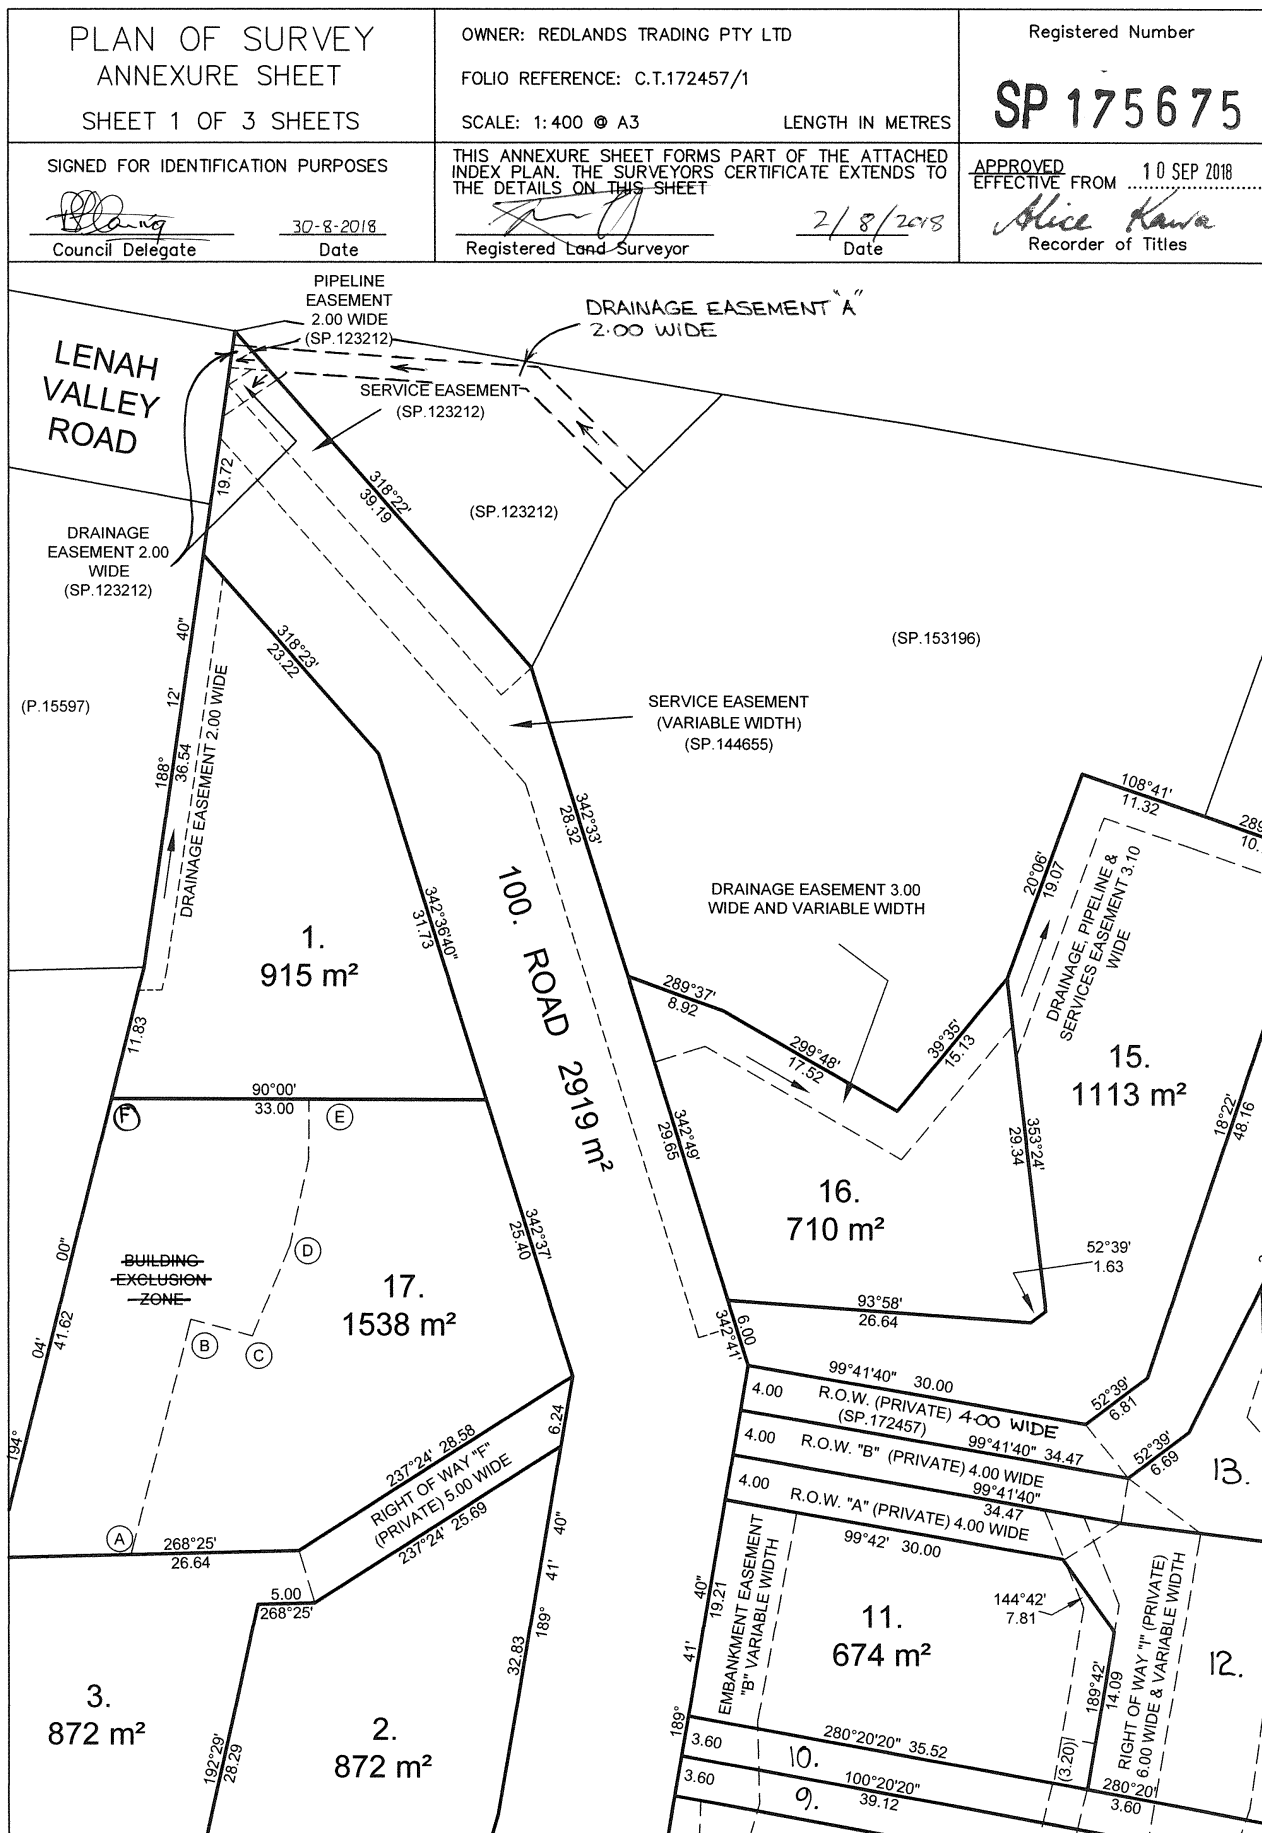 PLAN OF SURVEY
ANNEXURE SHEET
SHEET 1 OF 3 SHEETS
OWNER: REDLANDS TRADING PTY LTD
FOLIO REFERENCE: C.T.172457/1
SCALE: 1:400 @ A3 LENGTH IN METRES
Registered Number
SP 175675
SIGNED FOR IDENTIFICATION PURPOSES
30-8-2018
Council Delegate Date
THIS ANNEXURE SHEET FORMS PART OF THE ATTACHED
INDEX PLAN. THE SURVEYORS CERTIFICATE EXTENDS TO
THE DETAILS ON THIS SHEET
2/8/2018
Registered Land Surveyor Date
APPROVED
EFFECTIVE FROM 10 SEP 2018
Alice Kawa
Recorder of Titles
PIPELINE
EASEMENT
2.00 WIDE
(SP.123212)
DRAINAGE EASEMENT "A"
2.00 WIDE
LENAH
VALLEY
ROAD
SERVICE EASEMENT
(SP.123212)
19.72
318°22'
39.19
(SP.123212)
DRAINAGE
EASEMENT 2.00
WIDE
(SP.123212)
318°23'
23.22
(SP.153196)
(P.15597)
188° 12' 40"
36.54
DRAINAGE EASEMENT 2.00 WIDE
SERVICE EASEMENT
(VARIABLE WIDTH)
(SP.144655)
342°33'
28.32
108°41'
11.32
289
10.
20°06'
19.07
DRAINAGE, PIPELINE &
SERVICES EASEMENT 3.10
WIDE
DRAINAGE EASEMENT 3.00
WIDE AND VARIABLE WIDTH
342°36'40"
31.73
1.
915 m²
100. ROAD 2919 m²
289°37'
8.92
299°48'
17.52
39°35'
15.13
11.83
15.
1113 m²
90°00'
33.00
F
E
342°49'
29.65
353°24'
29.34
18°22'
48.16
16.
710 m²
342°37'
25.40
D
52°39'
1.63
BUILDING
EXCLUSION
ZONE
17.
1538 m²
93°58'
26.64
B
C
194° 04' 00"
41.62
6.00
342°41'
99°41'40" 30.00
4.00 R.O.W. (PRIVATE) 4.00 WIDE
(SP.172457)
52°39'
6.81
6.24
237°24' 28.58
RIGHT OF WAY "F"
(PRIVATE) 5.00 WIDE
237°24' 25.69
99°41'40" 34.47
4.00 R.O.W. "B" (PRIVATE) 4.00 WIDE
52°39'
6.69
13.
99°41'40"
34.47
4.00 R.O.W. "A" (PRIVATE) 4.00 WIDE
99°42' 30.00
A
268°25'
26.64
5.00
268°25'
189° 41' 40"
32.83
189° 41' 40"
19.21
EMBANKMENT EASEMENT
"B" VARIABLE WIDTH
144°42'
7.81
11.
674 m²
RIGHT OF WAY "I" (PRIVATE)
6.00 WIDE & VARIABLE WIDTH
12.
189°42'
14.09
3.
872 m²
2.
872 m²
192°29'
28.29
3.60
280°20'20" 35.52
10.
(3.20)
3.60
100°20'20"
39.12
9.
280°20'
3.60